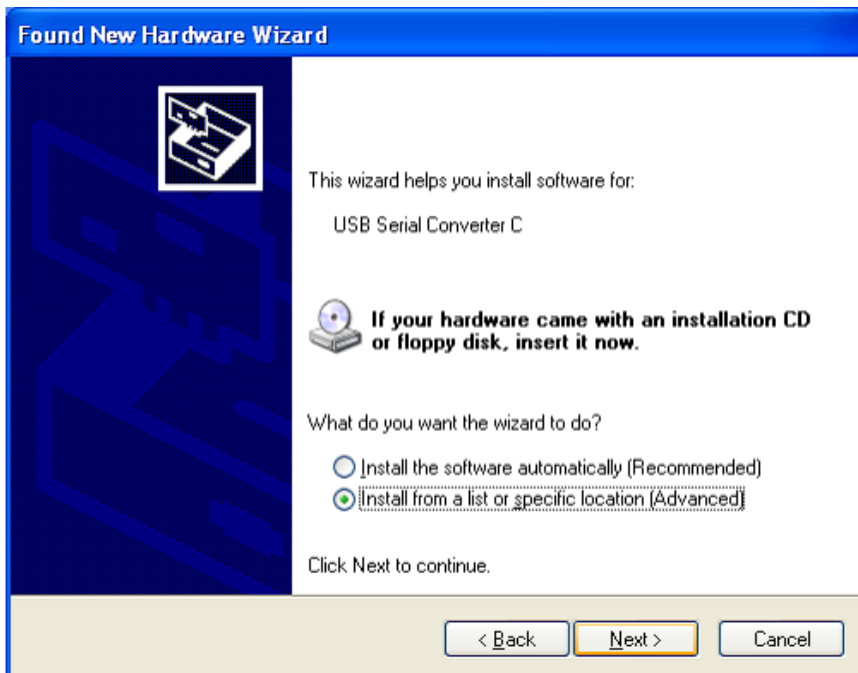 Found New Hardware Wizard
This wizard helps you install software for:
USB Serial Converter C
If your hardware came with an installation CD
or floppy disk, insert it now.
What do you want the wizard to do?
Install the software automatically (Recommended)
Install from a list or specific location (Advanced)
Click Next to continue.
< Back Next > Cancel